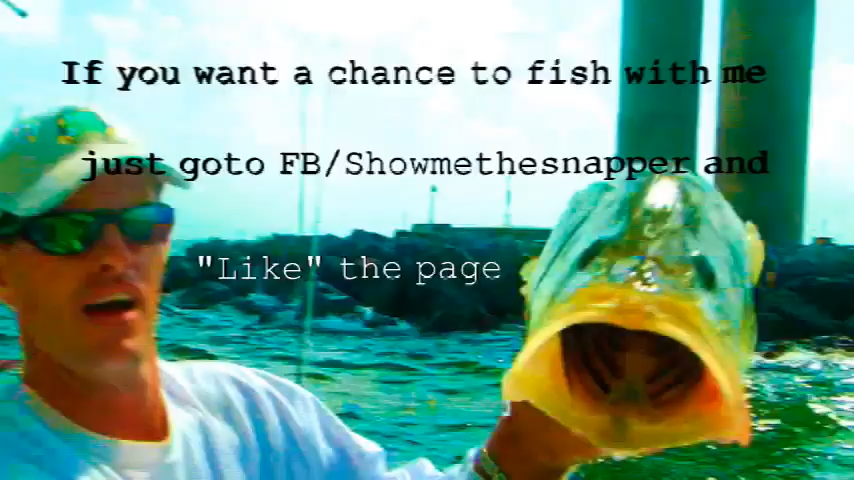 If you want a chance to fish with me
just goto FB/Showmethesnapper and
"Like" the page